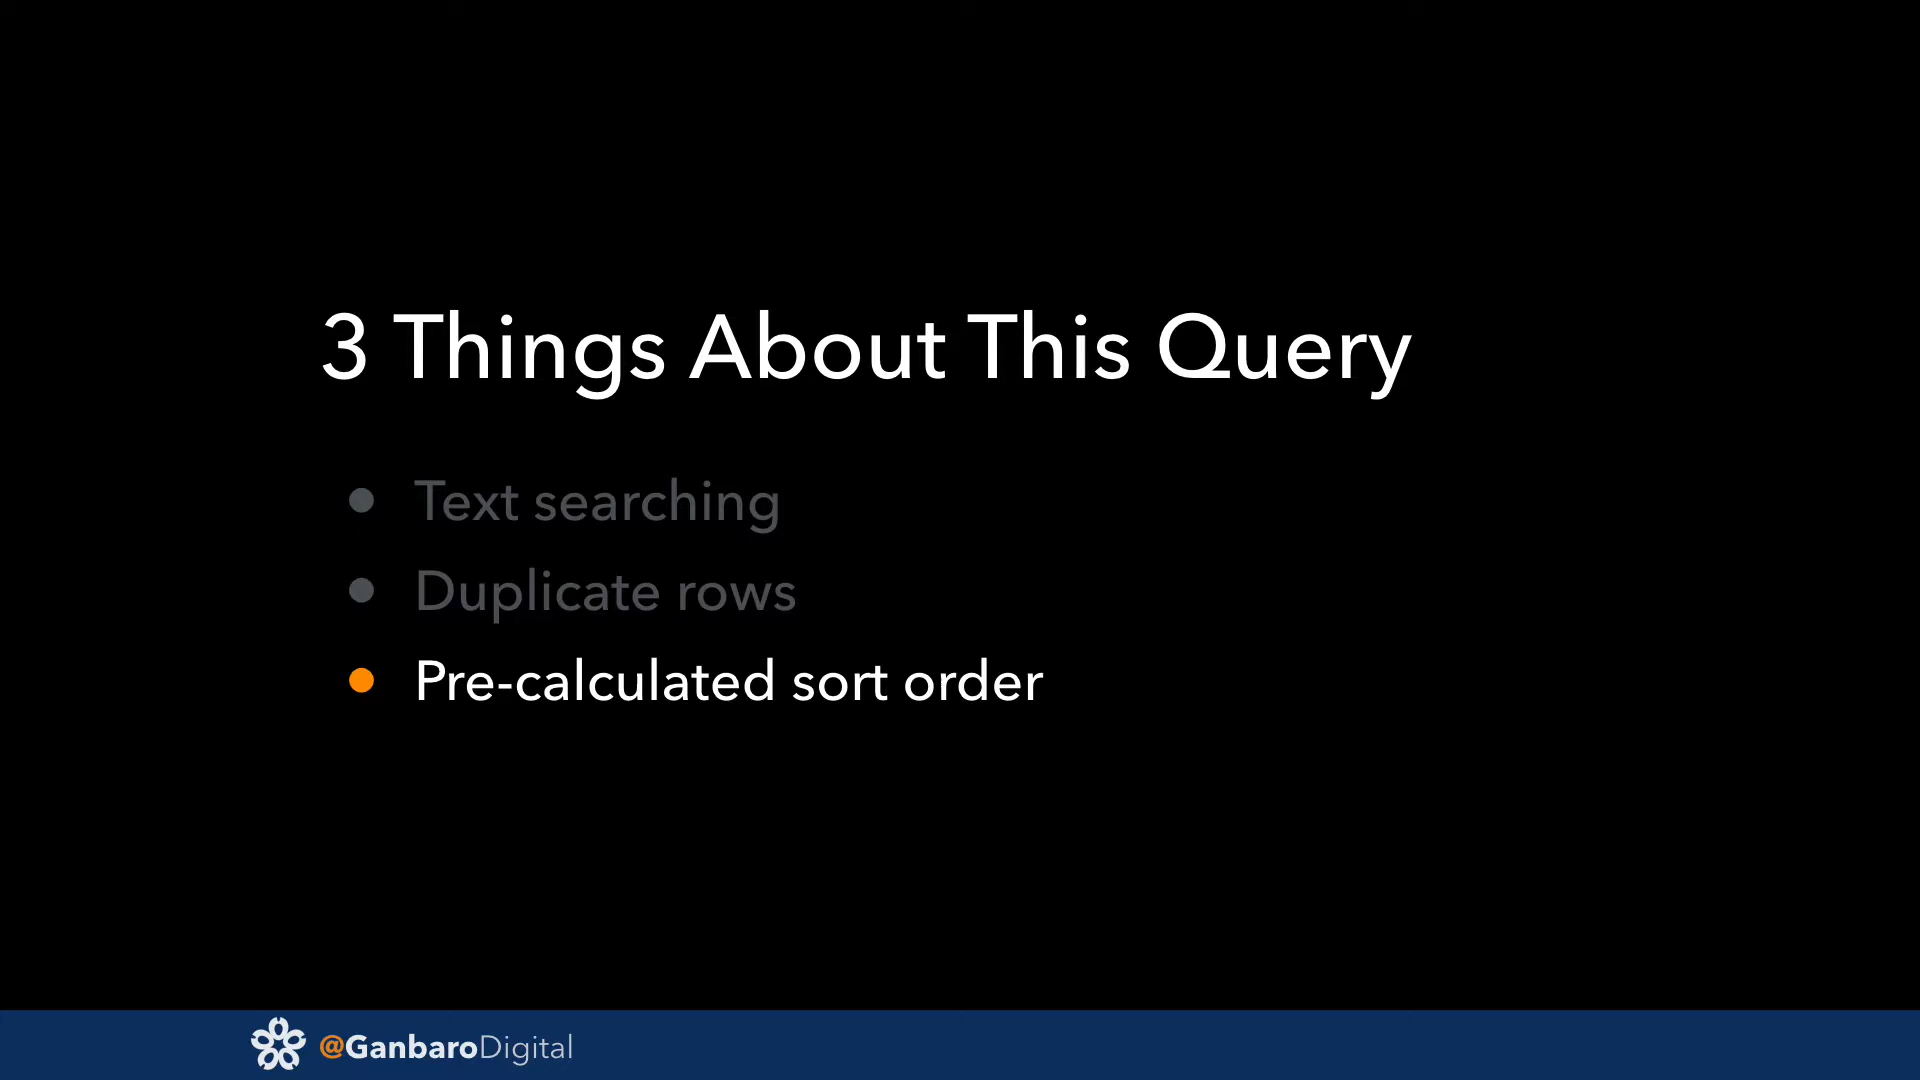 3 Things About This Query
● Text searching
● Duplicate rows
● Pre-calculated sort order
@GanbaroDigital